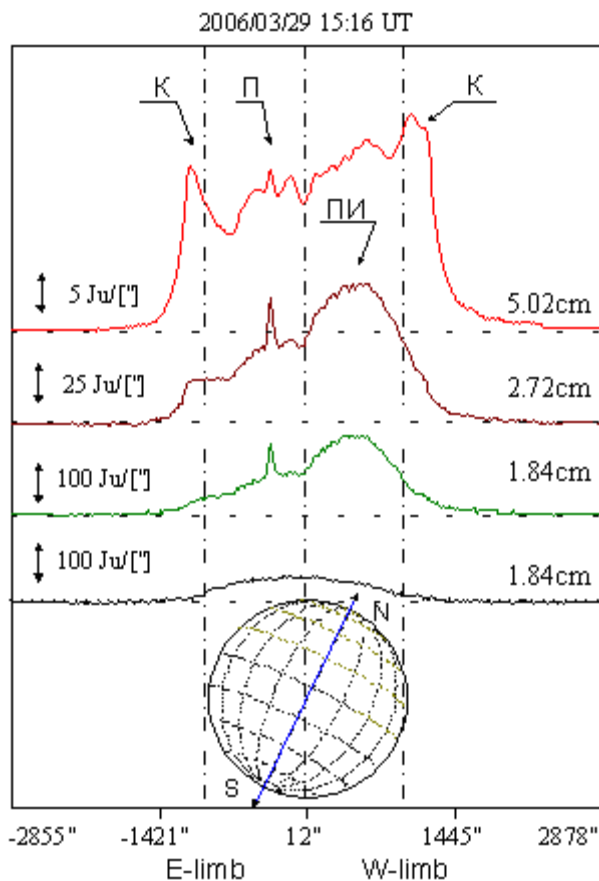 2006/03/29 15:16 UT
К П К
ПИ
5 Ju/["] 5.02cm
25 Ju/["] 2.72cm
100 Ju/["] 1.84cm
100 Ju/["] 1.84cm
N
S
-2855" -1421" 12" 1445" 2878"
E-limb W-limb